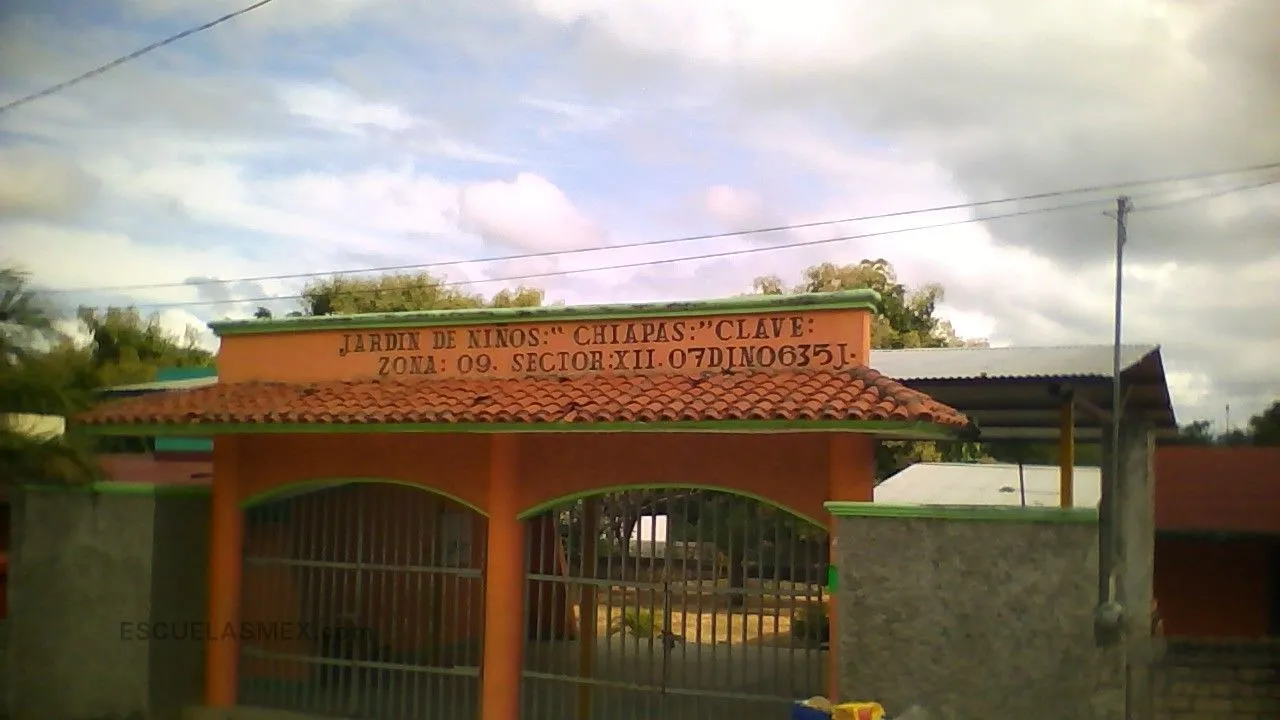 JARDIN DE NIÑOS:“ CHIAPAS:”CLAVE:
ZONA: 09. SECTOR:XII. 07DJN0635J.
ESCUELASMEX.com